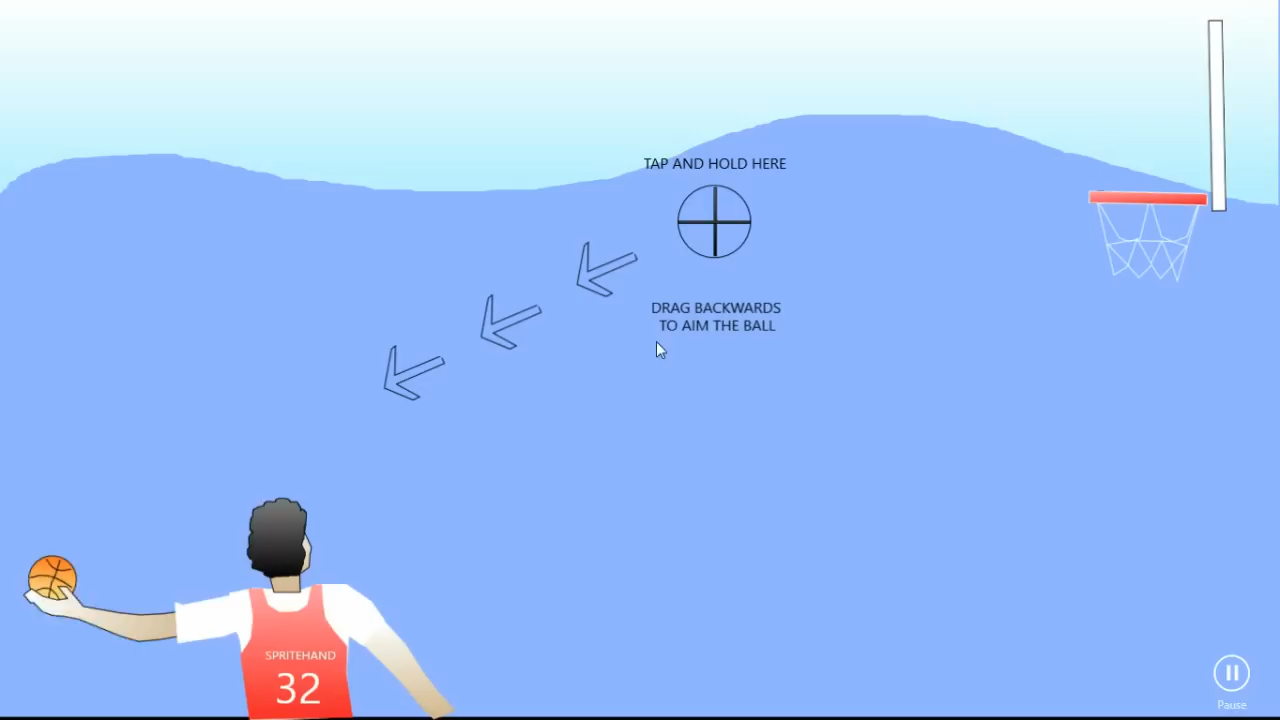 TAP AND HOLD HERE
DRAG BACKWARDS
TO AIM THE BALL
SPRITEHAND
32
Pause